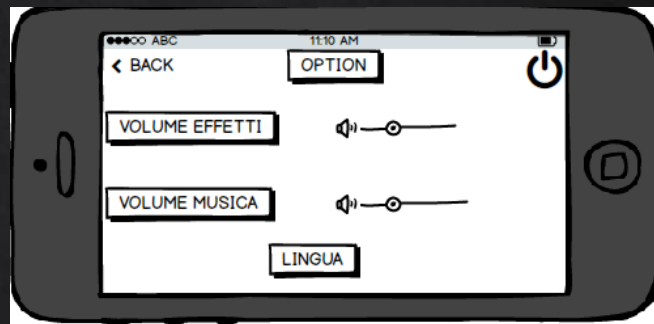 ABC 11:10 AM
< BACK OPTION
VOLUME EFFETTI
VOLUME MUSICA
LINGUA